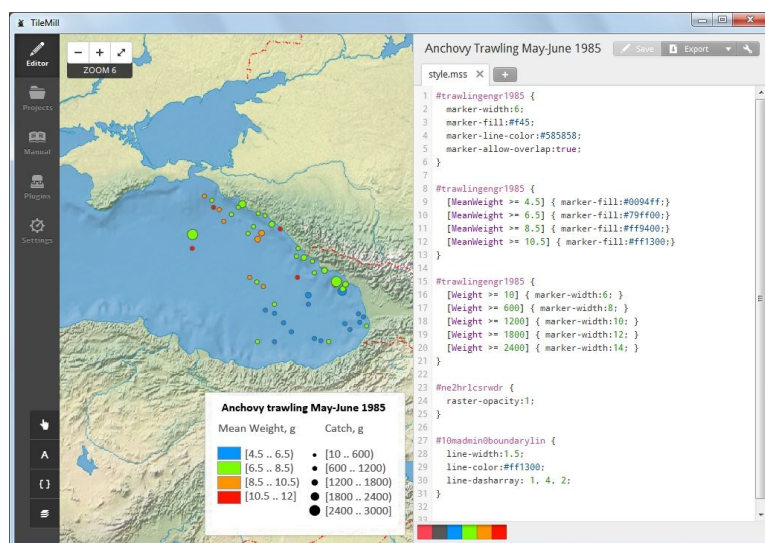 TileMill
Editor
Projects
Manual
Plugins
Settings
A
{ }
- +
ZOOM 6
Anchovy trawling May-June 1985
Mean Weight, g Catch, g
[4.5 .. 6.5) [10 .. 600)
[6.5 .. 8.5) [600 .. 1200)
[8.5 .. 10.5) [1200 .. 1800)
[10.5 .. 12] [1800 .. 2400)
[2400 .. 3000]
Anchovy Trawling May-June 1985 Save Export
style.mss × +
1 #trawlingengr1985 {
2 marker-width:6;
3 marker-fill:#f45;
4 marker-line-color:#585858;
5 marker-allow-overlap:true;
6 }
7
8 #trawlingengr1985 {
9 [MeanWeight >= 4.5] { marker-fill:#0094ff;}
10 [MeanWeight >= 6.5] { marker-fill:#79ff00;}
11 [MeanWeight >= 8.5] { marker-fill:#ff9400;}
12 [MeanWeight >= 10.5] { marker-fill:#ff1300;}
13 }
14
15 #trawlingengr1985 {
16 [Weight >= 10] { marker-width:6; }
17 [Weight >= 600] { marker-width:8; }
18 [Weight >= 1200] { marker-width:10; }
19 [Weight >= 1800] { marker-width:12; }
20 [Weight >= 2400] { marker-width:14; }
21 }
22
23 #ne2hrlcsrwdr {
24 raster-opacity:1;
25 }
26
27 #10madmin0boundarylin {
28 line-width:1.5;
29 line-color:#ff1300;
30 line-dasharray: 1, 4, 2;
31 }
32
33